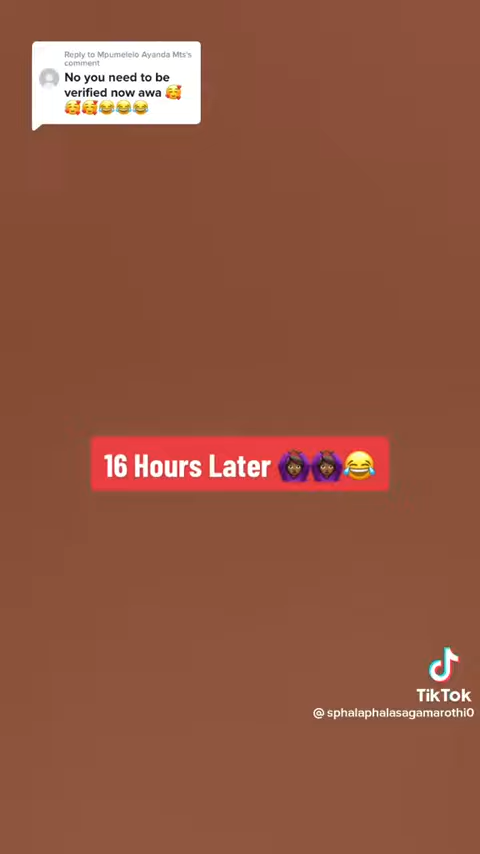 Reply to Mpumelelo Ayanda Mts's
comment
No you need to be
verified now awa 🥰
🥰🥰😂😂😂
16 Hours Later 🙆🏾‍♀️🙆🏾‍♀️😂
TikTok
@sphalaphalasagamarothi0